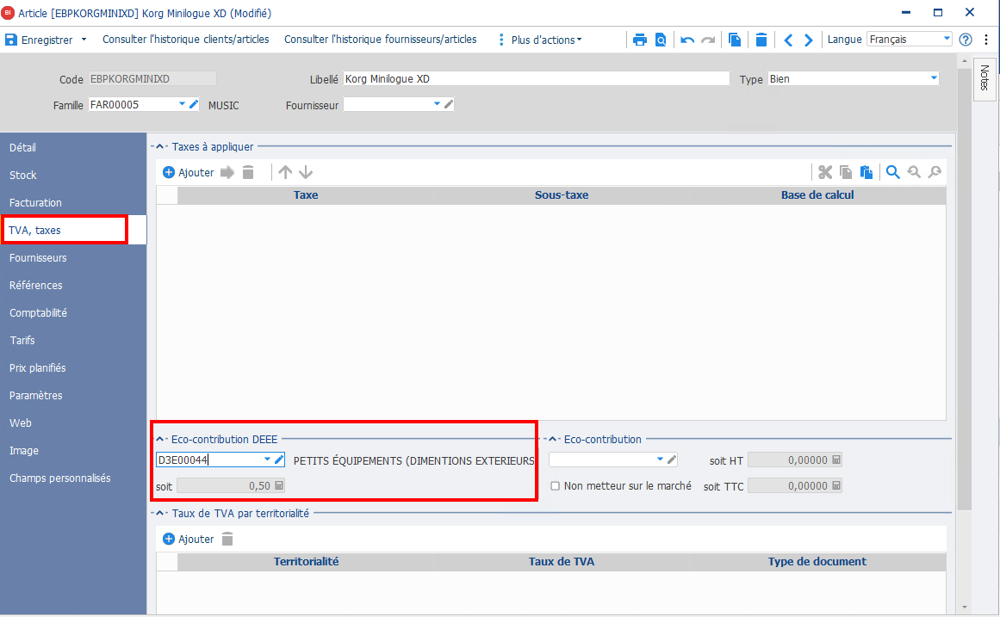 BI Article [EBPKORGMINIXD] Korg Minilogue XD (Modifié)
Enregistrer Consulter l'historique clients/articles Consulter l'historique fournisseurs/articles Plus d'actions Langue Français
Notes
Code EBPKORGMINIXD Libellé Korg Minilogue XD Type Bien
Famille FAR00005 MUSIC Fournisseur
Détail
Stock
Facturation
TVA, taxes
Fournisseurs
Références
Comptabilité
Tarifs
Prix planifiés
Paramètres
Web
Image
Champs personnalisés
Taxes à appliquer
Ajouter
Taxe Sous-taxe Base de calcul
Eco-contribution DEEE
D3E00044 PETITS ÉQUIPEMENTS (DIMENTIONS EXTERIEURS
soit 0,50
Eco-contribution
soit HT 0,00000
Non metteur sur le marché soit TTC 0,00000
Taux de TVA par territorialité
Ajouter
Territorialité Taux de TVA Type de document